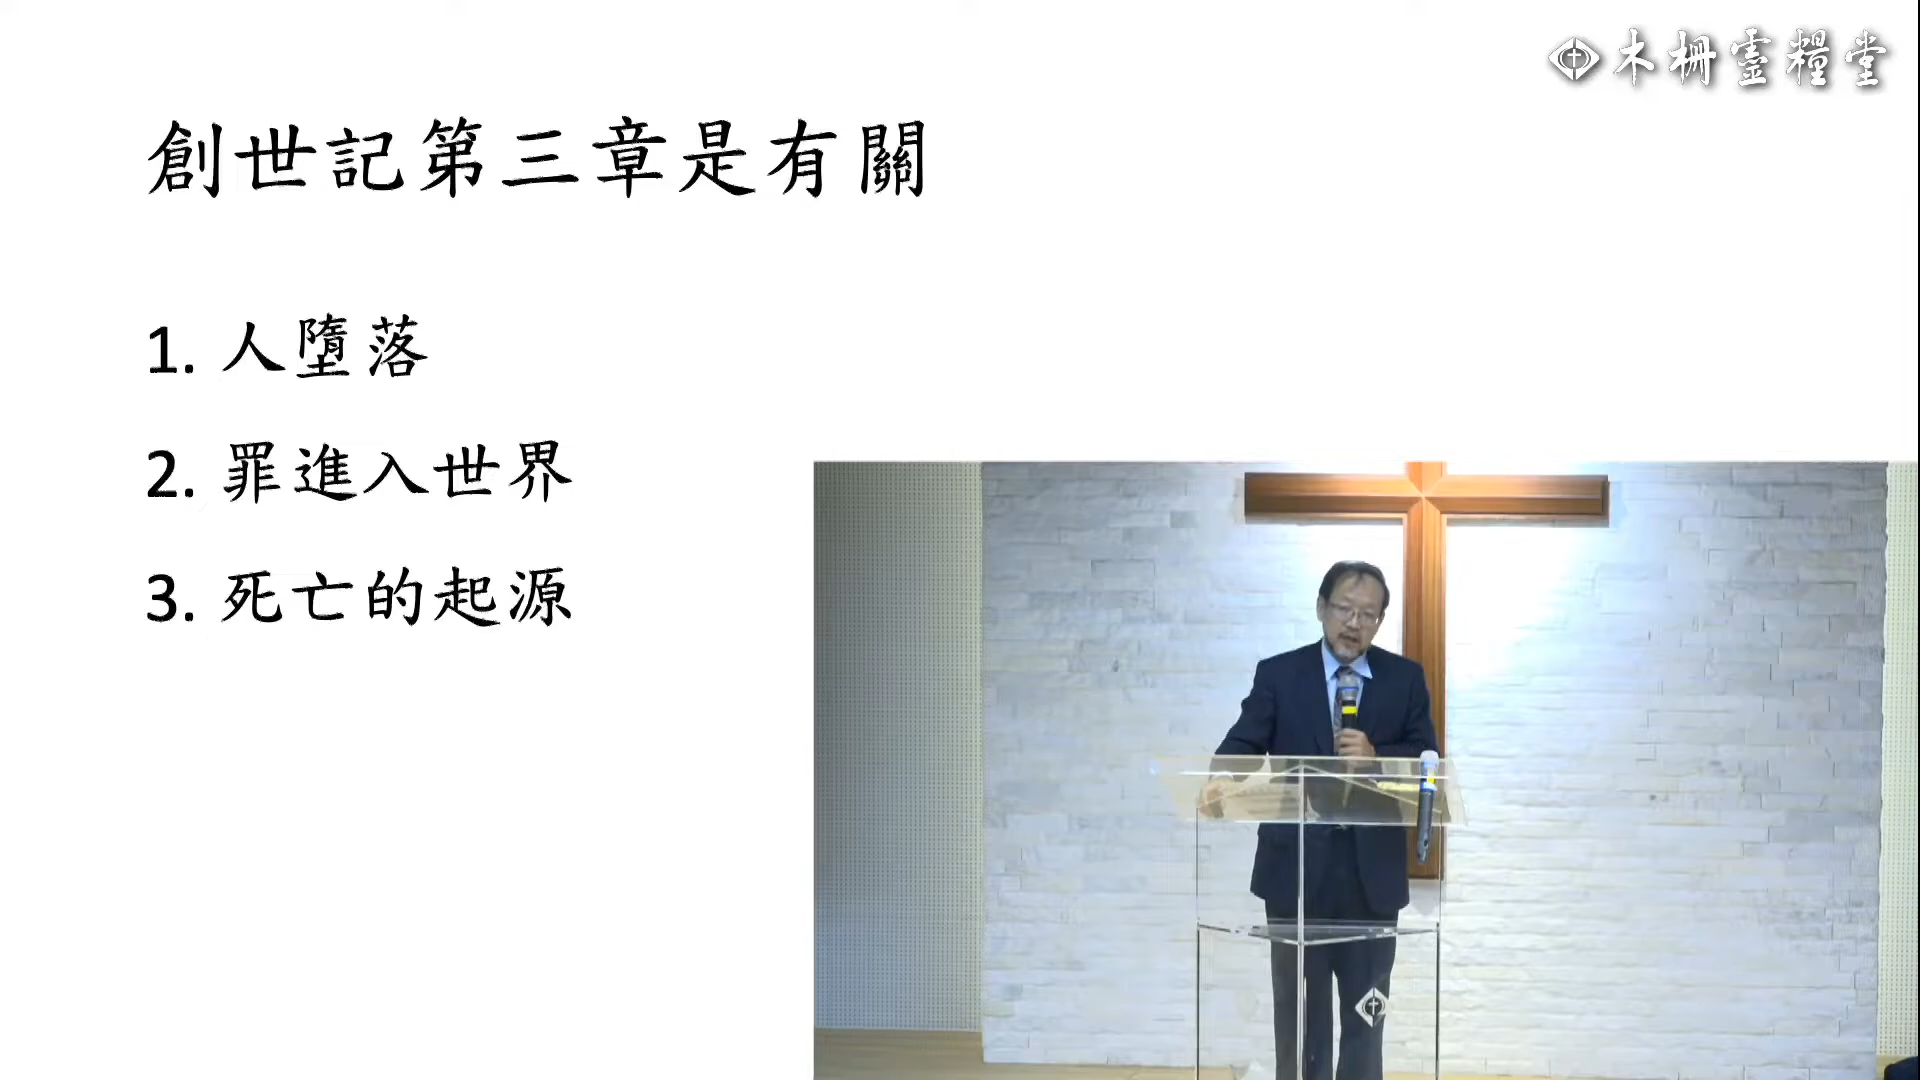 木柵靈糧堂
創世記第三章是有關
1. 人墮落
2. 罪進入世界
3. 死亡的起源